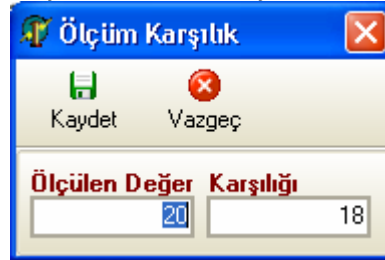 Ölçüm Karşılık
Kaydet Vazgeç
Ölçülen Değer Karşılığı
20 18